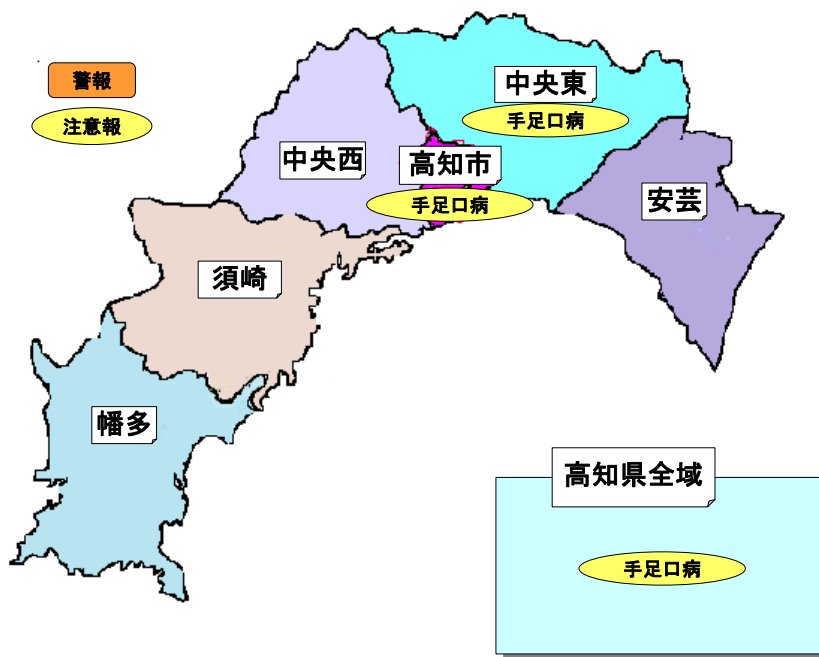 警報
注意報
中央東
手足口病
中央西
高知市
手足口病
安芸
須崎
幡多
高知県全域
手足口病